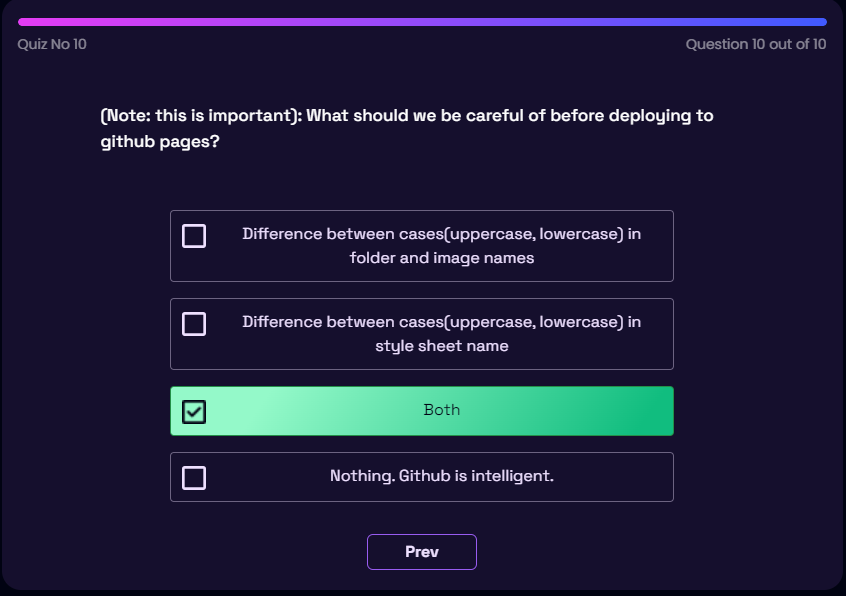 Quiz No 10
Question 10 out of 10
(Note: this is important): What should we be careful of before deploying to
github pages?
Difference between cases(uppercase, lowercase) in
folder and image names
Difference between cases(uppercase, lowercase) in
style sheet name
Both
Nothing. Github is intelligent.
Prev